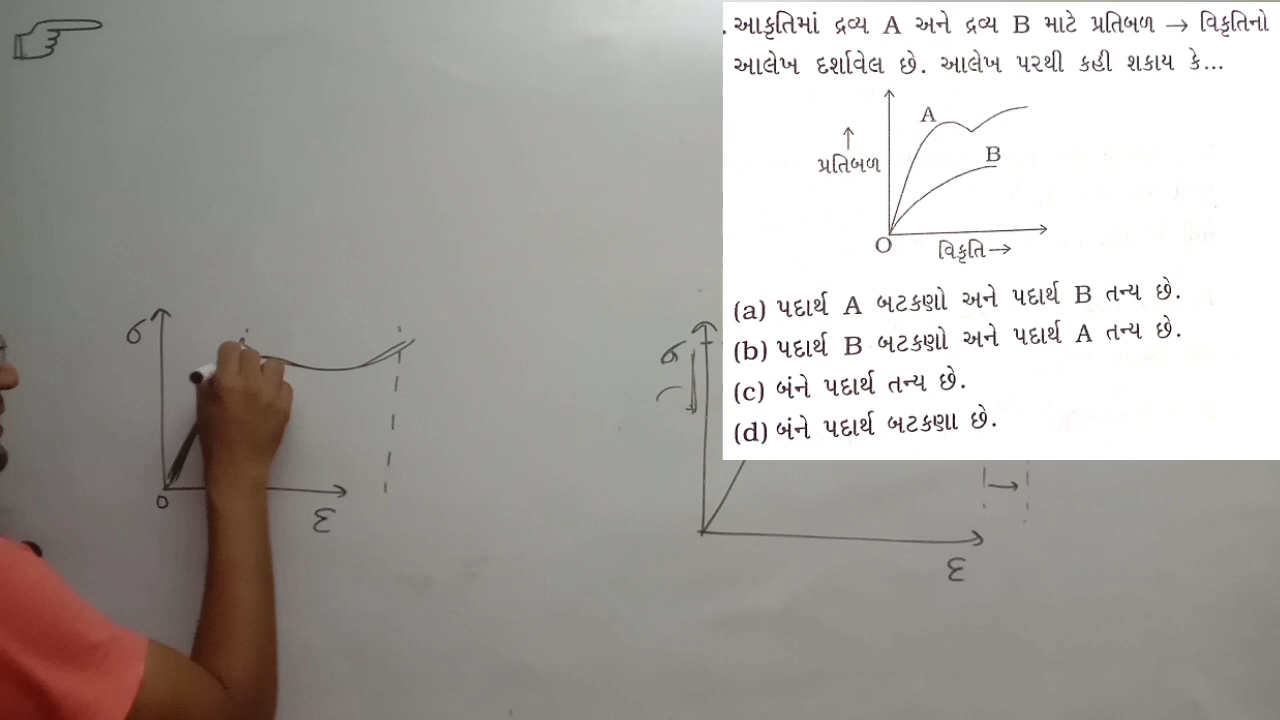 . આકૃતિમાં દ્રવ્ય A અને દ્રવ્ય B માટે પ્રતિબળ → વિકૃતિનો
આલેખ દર્શાવેલ છે. આલેખ પરથી કહી શકાય કે...
A
↑
B
પ્રતિબળ
O
વિકૃતિ→
(a) પદાર્થ A બટકણો અને પદાર્થ B તન્ય છે.
(b) પદાર્થ B બટકણો અને પદાર્થ A તન્ય છે.
(c) બંને પદાર્થ તન્ય છે.
(d) બંને પદાર્થ બટકણા છે.
σ
0
ε
σ
ε